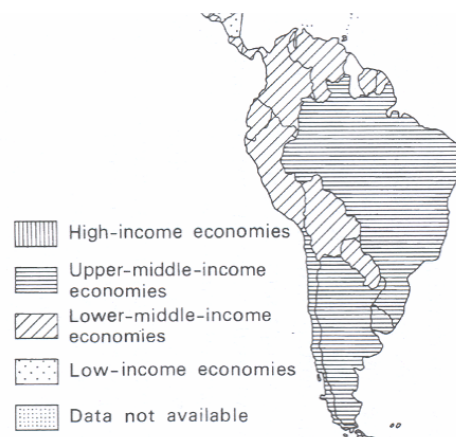 High-income economies
Upper-middle-income
economies
Lower-middle-income
economies
Low-income economies
Data not available